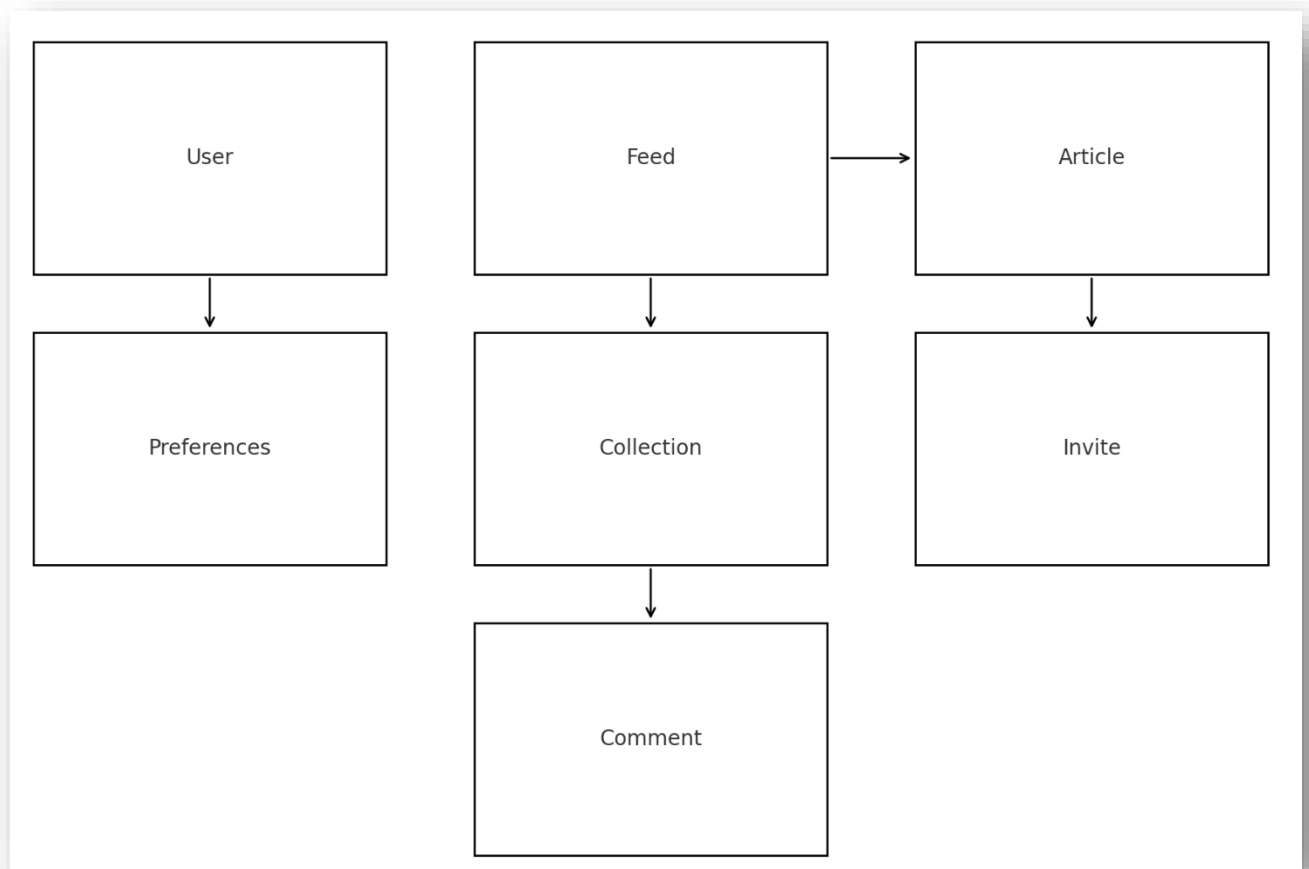 User
Feed
Article
Preferences
Collection
Invite
Comment